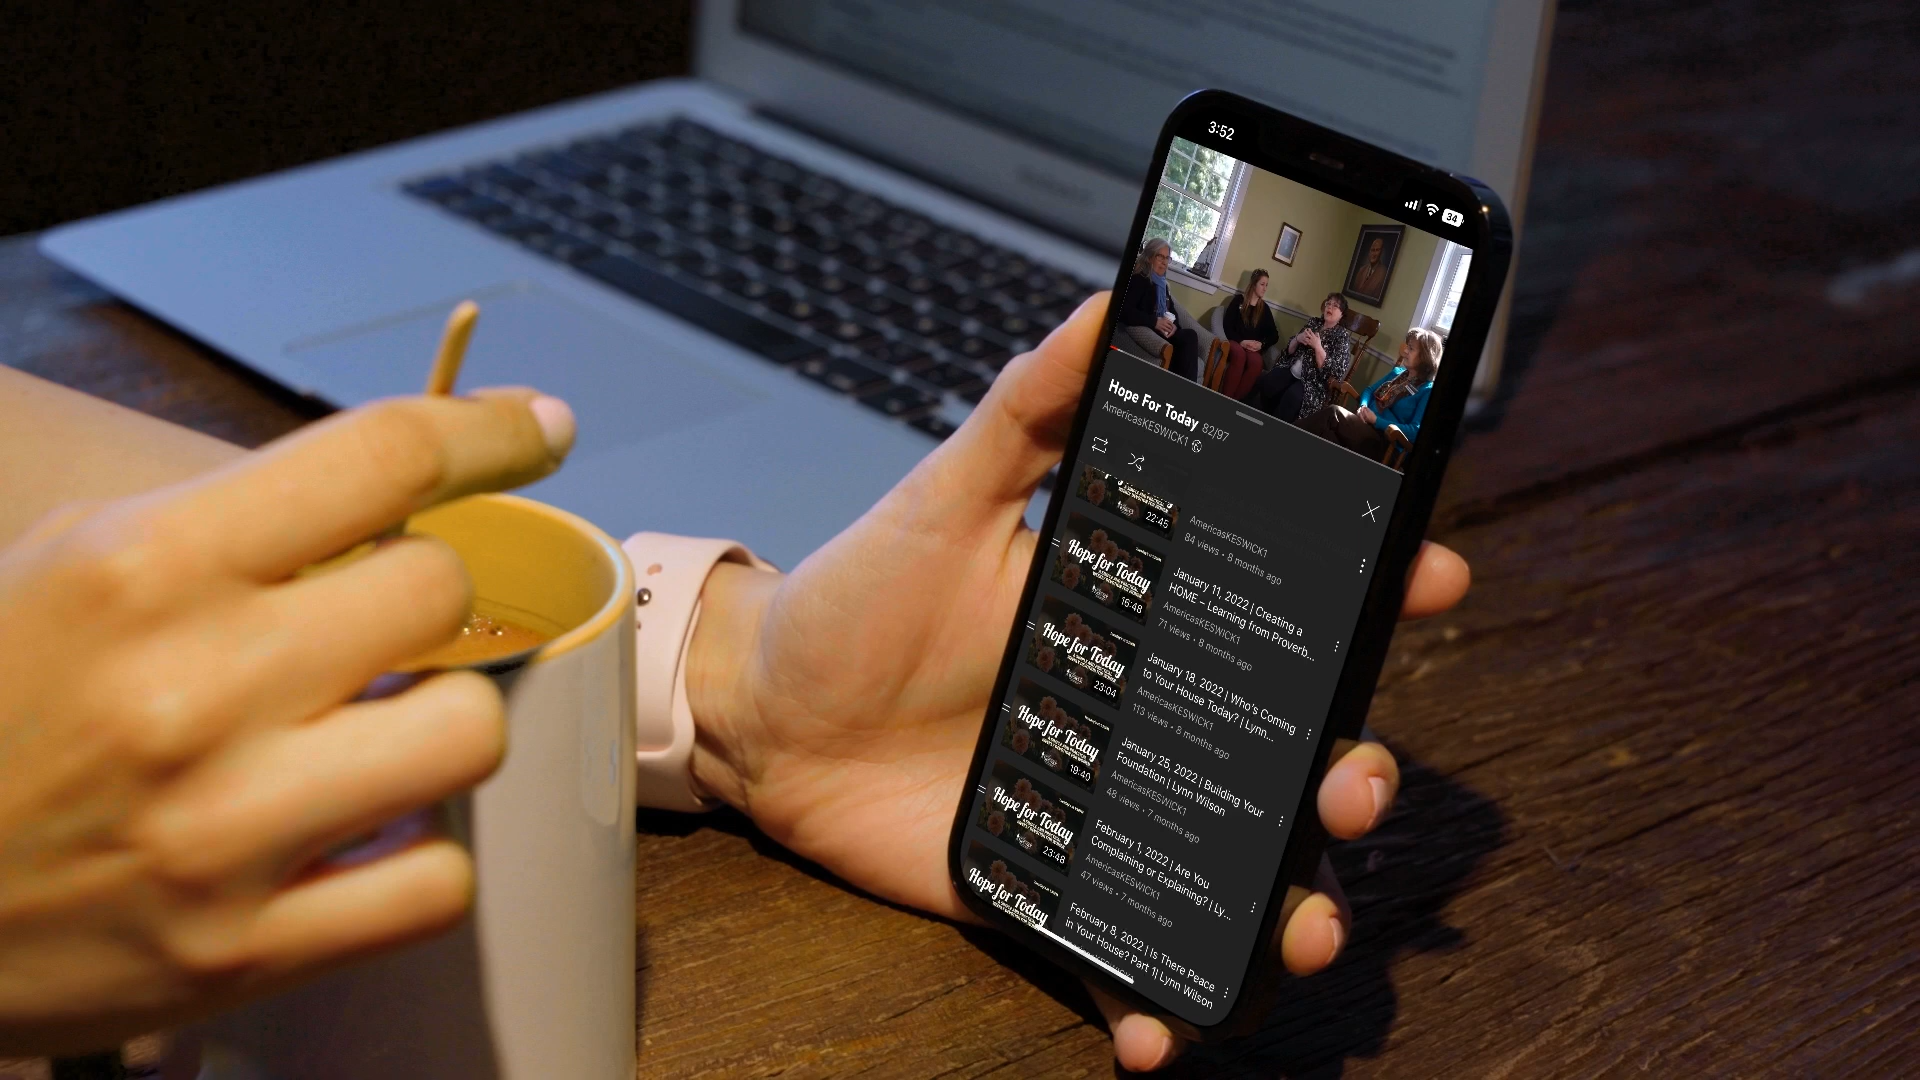 3:52
34
Hope For Today 82/97
AmericasKESWICK1
22:45
AmericasKESWICK1
84 views • 8 months ago
Hope for Today
16:48
January 11, 2022 | Creating a
HOME – Learning from Proverb...
AmericasKESWICK1
71 views • 8 months ago
Hope for Today
23:04
January 18, 2022 | Who's Coming
to Your House Today? | Lynn...
AmericasKESWICK1
113 views • 8 months ago
Hope for Today
19:40
January 25, 2022 | Building Your
Foundation | Lynn Wilson
AmericasKESWICK1
48 views • 7 months ago
Hope for Today
23:48
February 1, 2022 | Are You
Complaining or Explaining? | Ly...
AmericasKESWICK1
47 views • 7 months ago
Hope for Today
February 8, 2022 | Is There Peace
in Your House? Part 1| Lynn Wilson